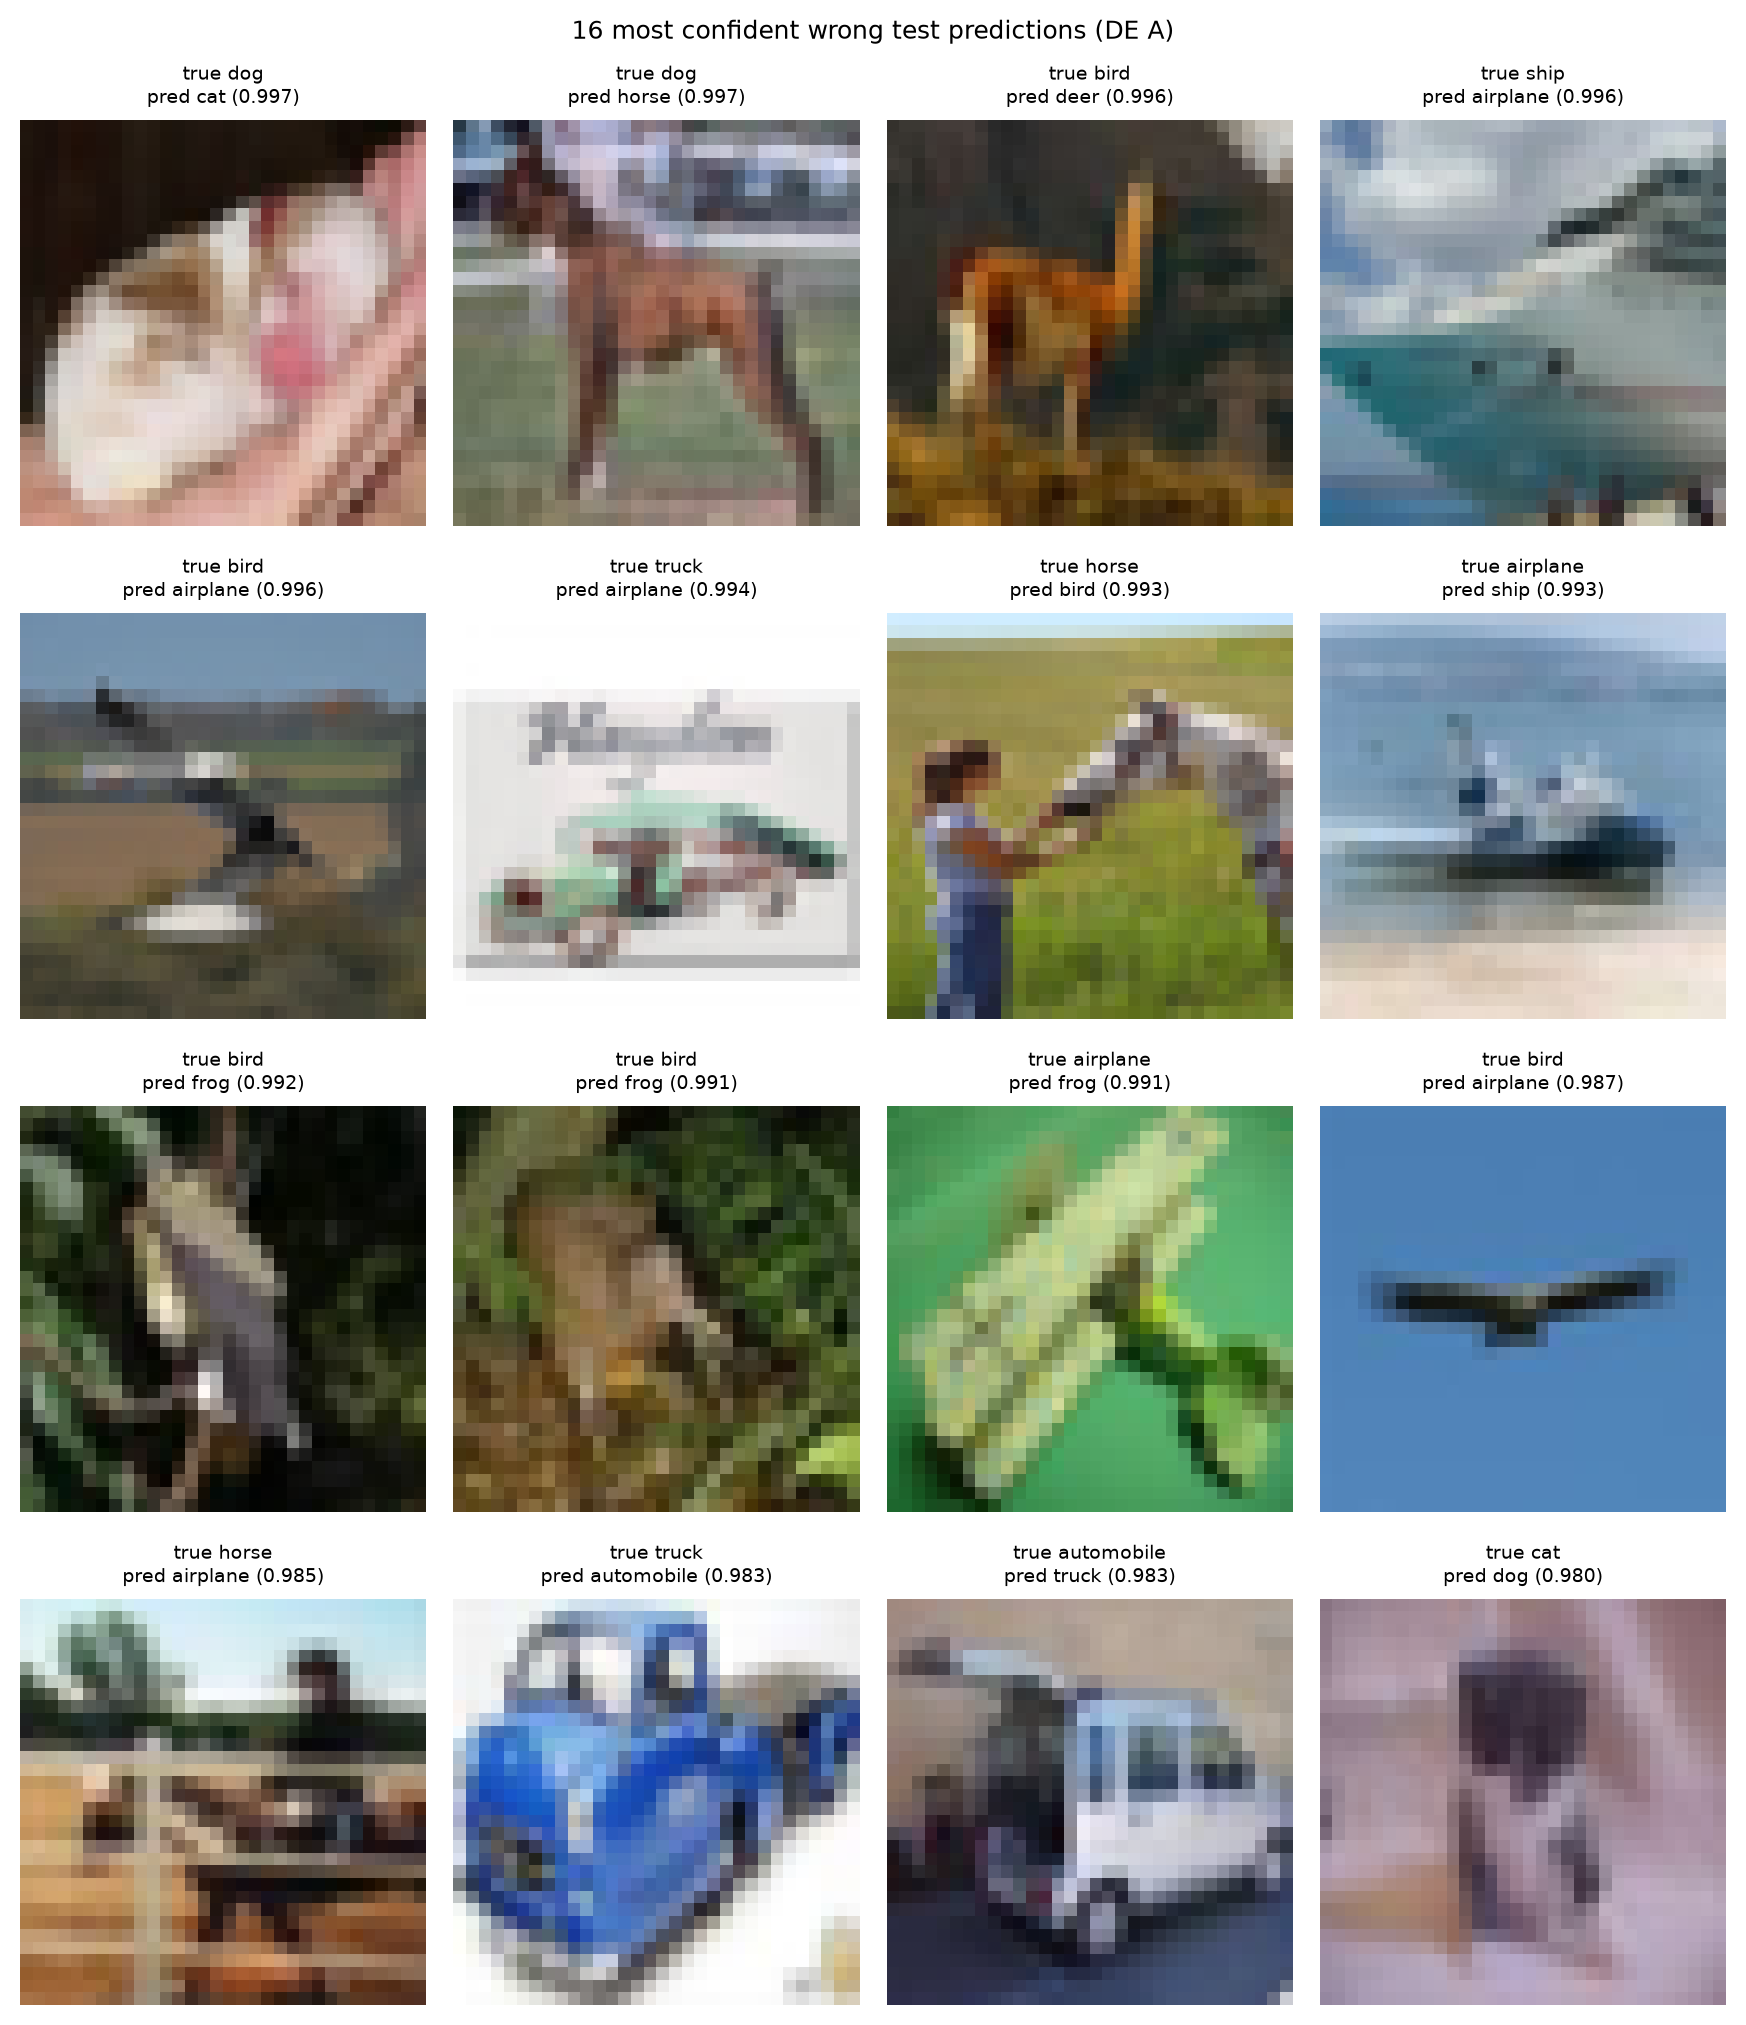 16 most confident wrong test predictions (DE A)
true dog
pred cat (0.997)
true dog
pred horse (0.997)
true bird
pred deer (0.996)
true ship
pred airplane (0.996)
true bird
pred airplane (0.996)
true truck
pred airplane (0.994)
true horse
pred bird (0.993)
true airplane
pred ship (0.993)
true bird
pred frog (0.992)
true bird
pred frog (0.991)
true airplane
pred frog (0.991)
true bird
pred airplane (0.987)
true horse
pred airplane (0.985)
true truck
pred automobile (0.983)
true automobile
pred truck (0.983)
true cat
pred dog (0.980)